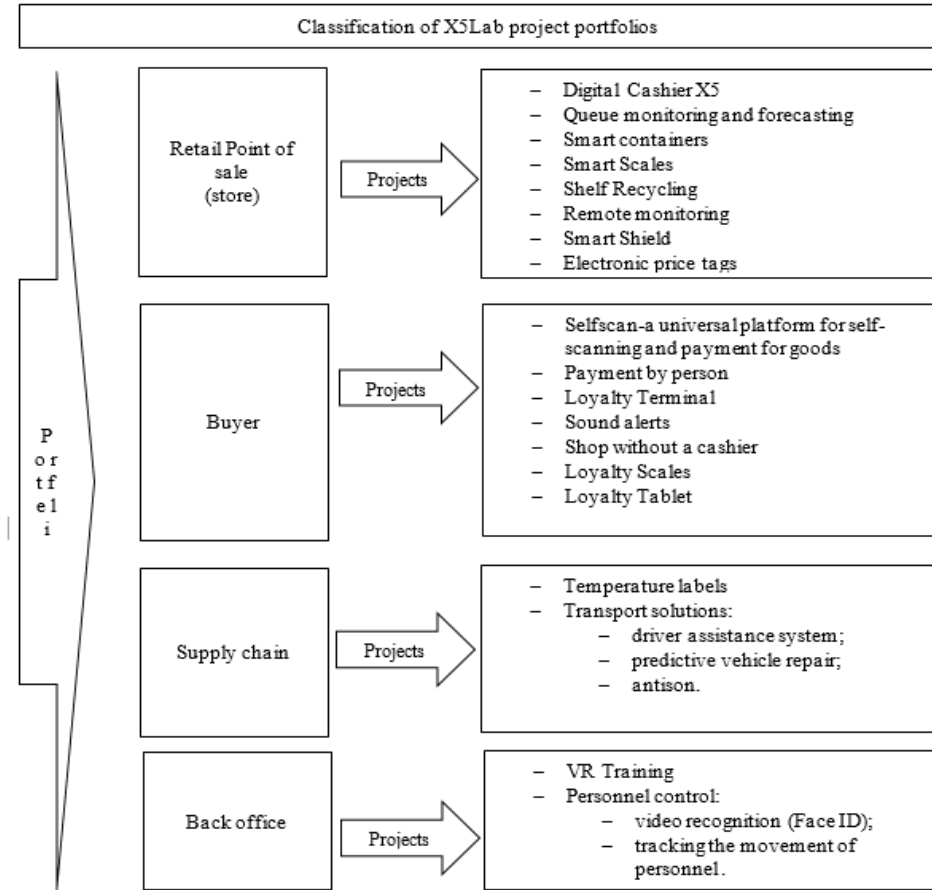 Classification of X5Lab project portfolios
P
o r
t f
e l
i
Retail Point of
sale
(store)
Projects
– Digital Cashier X5
– Queue monitoring and forecasting
– Smart containers
– Smart Scales
– Shelf Recycling
– Remote monitoring
– Smart Shield
– Electronic price tags
Buyer
Projects
– Selfscan-a universal platform for self-
scanning and payment for goods
– Payment by person
– Loyalty Terminal
– Sound alerts
– Shop without a cashier
– Loyalty Scales
– Loyalty Tablet
Supply chain
Projects
– Temperature labels
– Transport solutions:
– driver assistance system;
– predictive vehicle repair;
– antison.
Back office
Projects
– VR Training
– Personnel control:
– video recognition (Face ID);
– tracking the movement of
personnel.